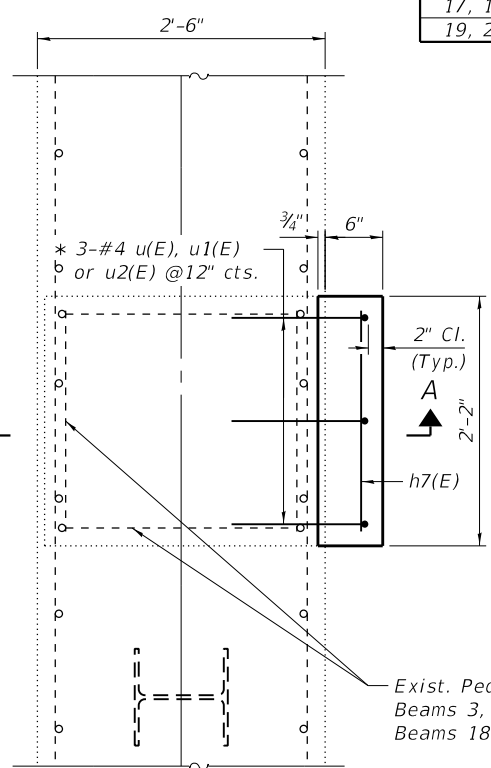 17, 1
19, 2
2'-6"
3/4"
6"
* 3-#4 u(E), u1(E)
or u2(E) @12" cts.
2" Cl.
(Typ.)
A
2'-2"
h7(E)
Exist. Ped
Beams 3,
Beams 18